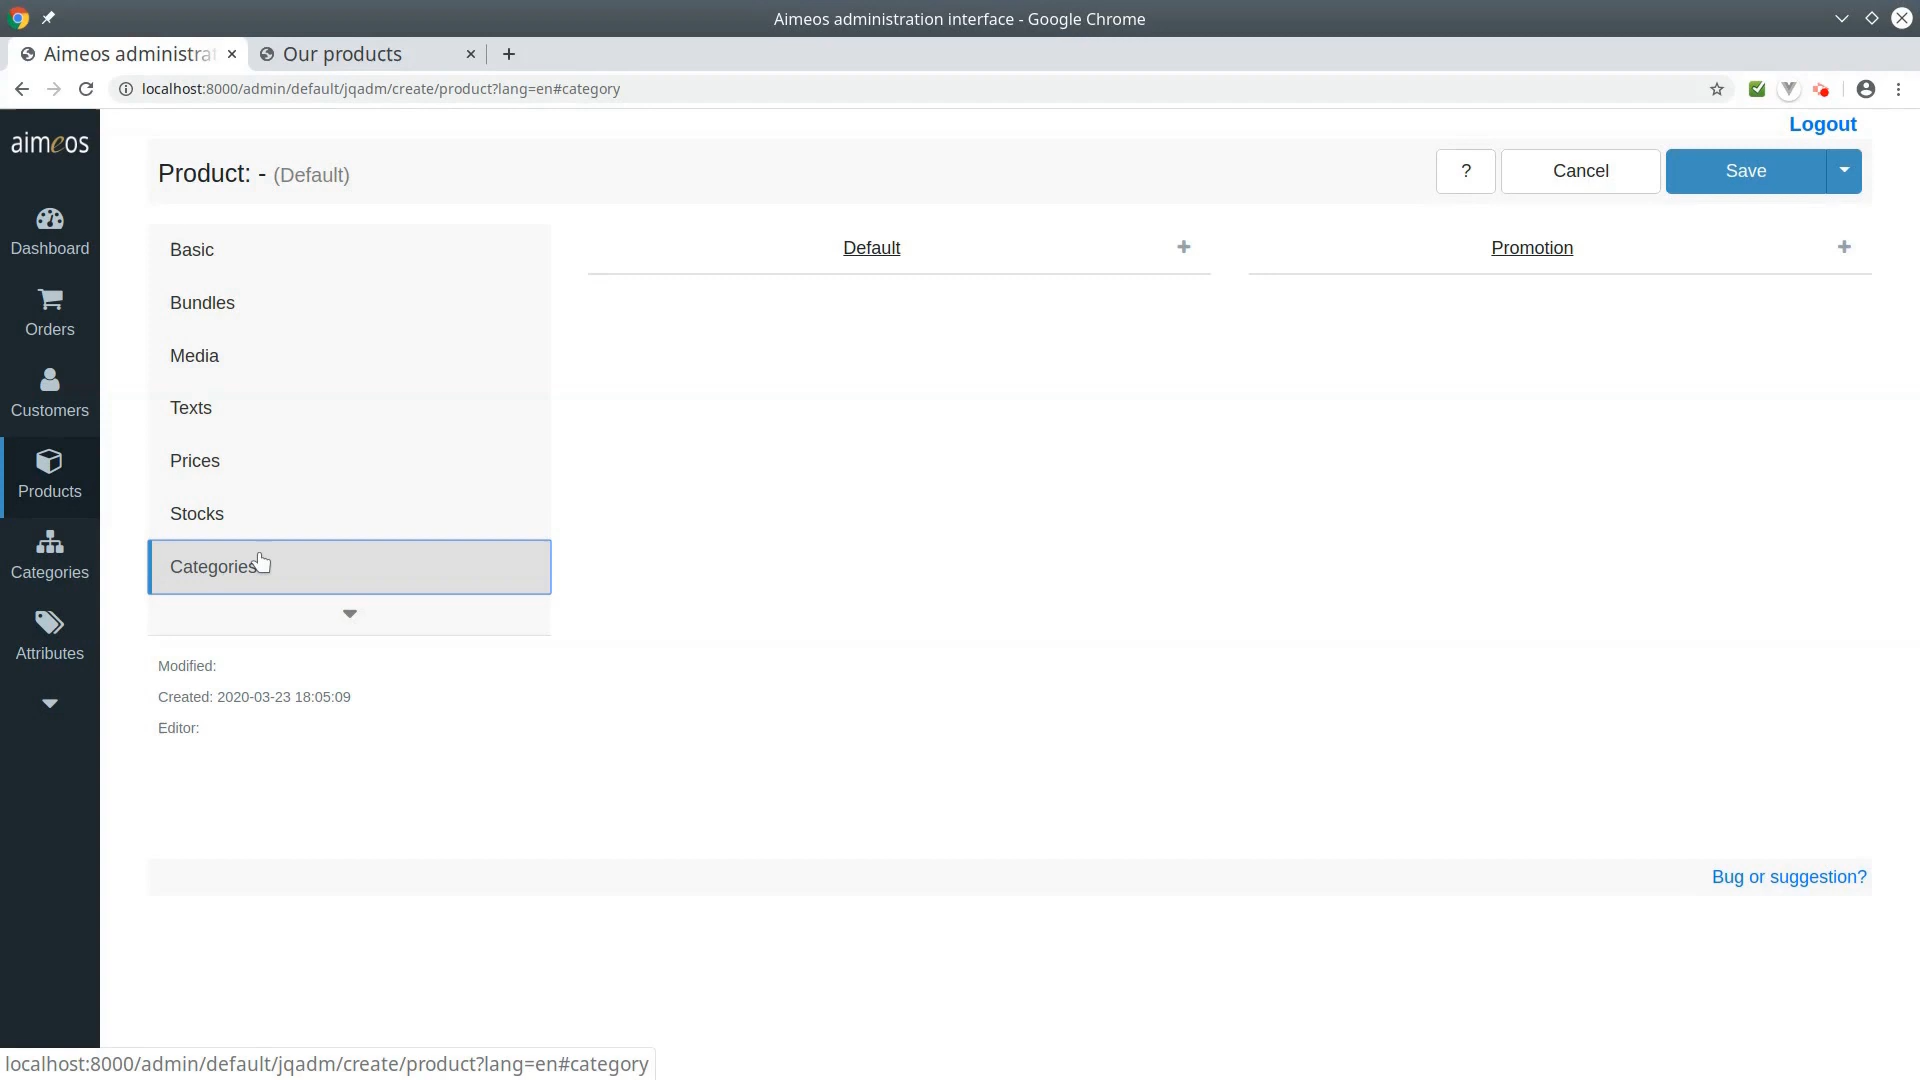 Aimeos administration interface - Google Chrome
Aimeos administrat
Our products
localhost:8000/admin/default/jqadm/create/product?lang=en#category
Logout
aimeos
Product: - (Default)
?
Cancel
Save
Dashboard
Orders
Customers
Products
Categories
Attributes
Basic
Bundles
Media
Texts
Prices
Stocks
Categories
Default
Promotion
Modified:
Created: 2020-03-23 18:05:09
Editor:
Bug or suggestion?
localhost:8000/admin/default/jqadm/create/product?lang=en#category